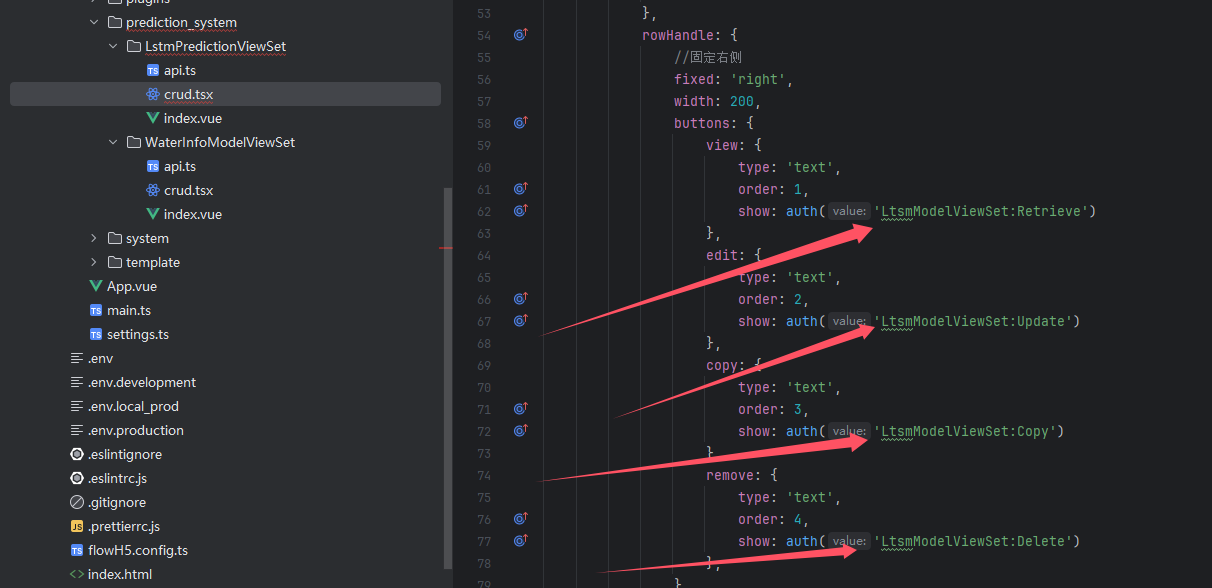 plugins
prediction_system
LstmPredictionViewSet
api.ts
crud.tsx
index.vue
WaterInfoModelViewSet
api.ts
crud.tsx
index.vue
system
template
App.vue
main.ts
settings.ts
.env
.env.development
.env.local_prod
.env.production
.eslintignore
.eslintrc.js
.gitignore
.prettierrc.js
flowH5.config.ts
index.html
53 },
54 rowHandle: {
55 //固定右侧
56 fixed: 'right',
57 width: 200,
58 buttons: {
59 view: {
60 type: 'text',
61 order: 1,
62 show: auth( value: 'LtsmModelViewSet:Retrieve')
63 },
64 edit: {
65 type: 'text',
66 order: 2,
67 show: auth( value: 'LtsmModelViewSet:Update')
68 },
69 copy: {
70 type: 'text',
71 order: 3,
72 show: auth( value: 'LtsmModelViewSet:Copy')
73 },
74 remove: {
75 type: 'text',
76 order: 4,
77 show: auth( value: 'LtsmModelViewSet:Delete')
78 },
79 }